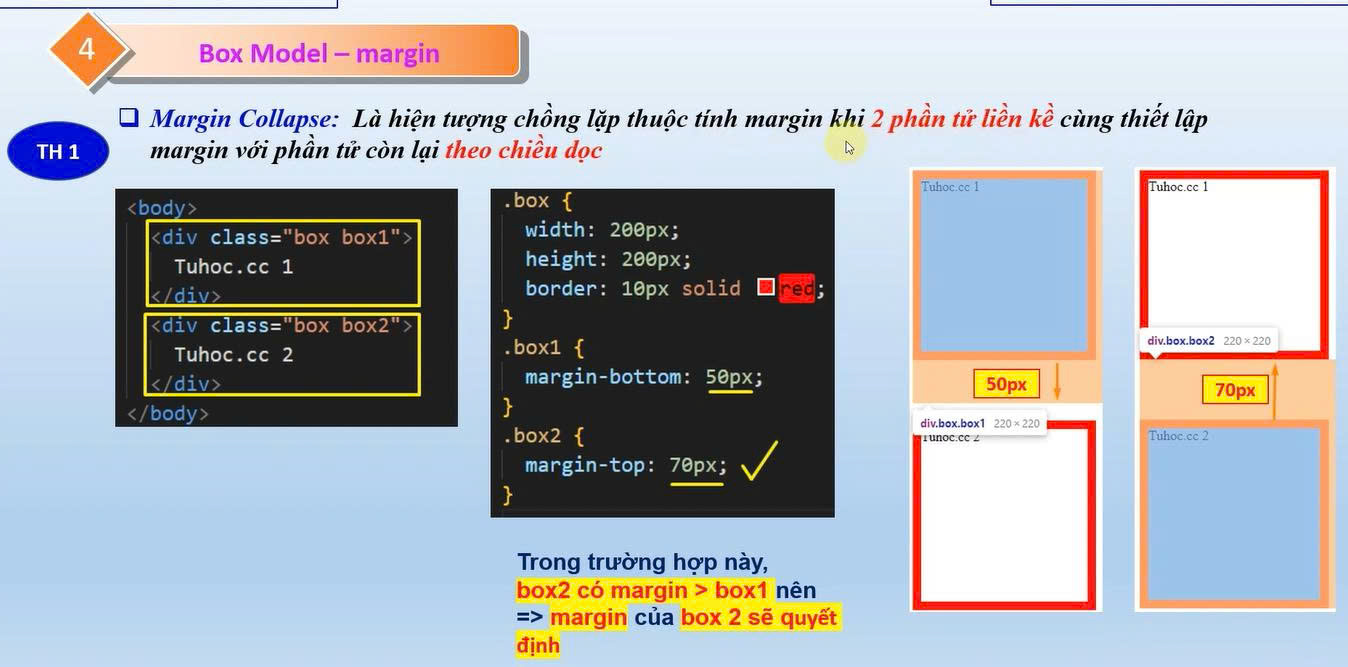 4
Box Model – margin
TH 1
Margin Collapse: Là hiện tượng chồng lặp thuộc tính margin khi 2 phần tử liền kề cùng thiết lập
margin với phần tử còn lại theo chiều dọc
<body>
<div class="box box1">
Tuhoc.cc 1
</div>
<div class="box box2">
Tuhoc.cc 2
</div>
</body>
.box {
width: 200px;
height: 200px;
border: 10px solid red;
}
.box1 {
margin-bottom: 50px;
}
.box2 {
margin-top: 70px;
}
Trong trường hợp này,
box2 có margin > box1 nên
=> margin của box 2 sẽ quyết
định
Tuhoc.cc 1
50px
div.box.box1 220 × 220
Tuhoc.cc 2
Tuhoc.cc 1
div.box.box2 220 × 220
70px
Tuhoc.cc 2